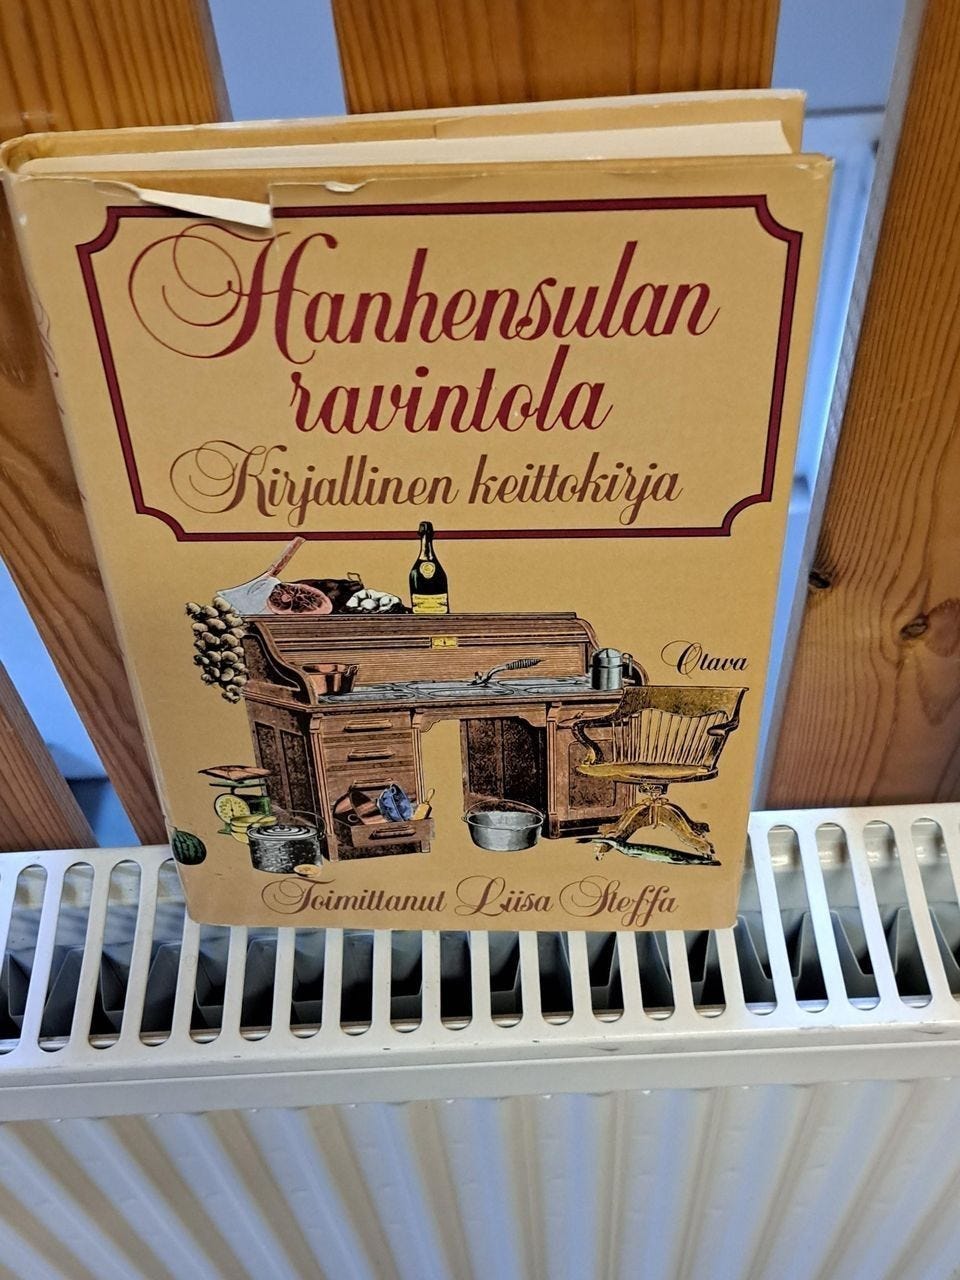 Hanhensulan
ravintola
Kirjallinen keittokirja
Otava
Toimittanut Liisa Steffa